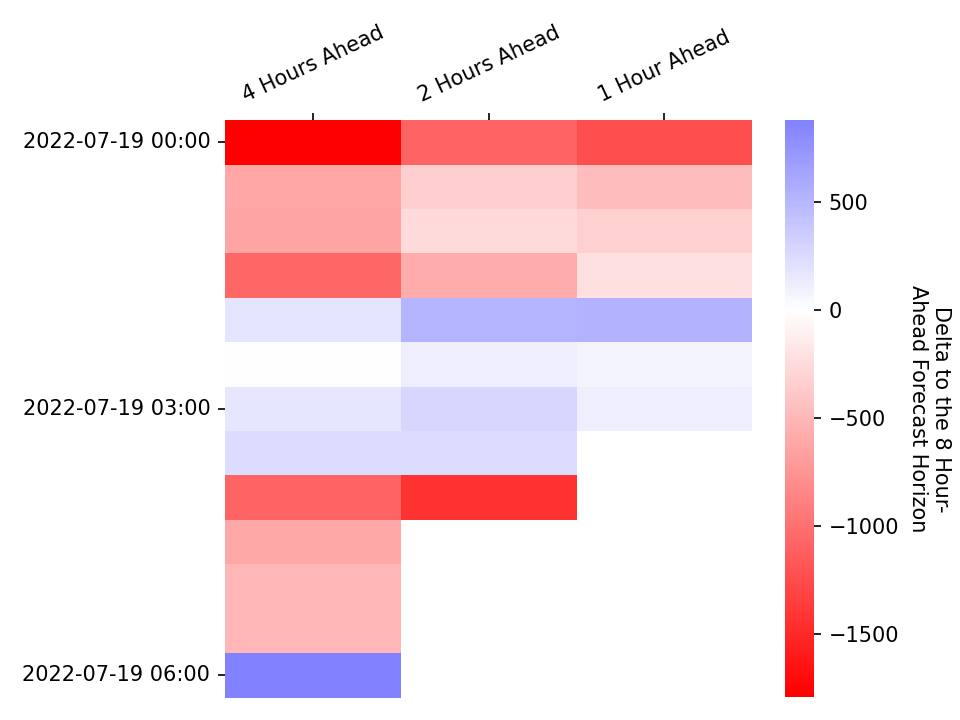 4 Hours Ahead
2 Hours Ahead
1 Hour Ahead
2022-07-19 00:00
2022-07-19 03:00
2022-07-19 06:00
500
0
−500
−1000
−1500
Delta to the 8 Hour-
Ahead Forecast Horizon